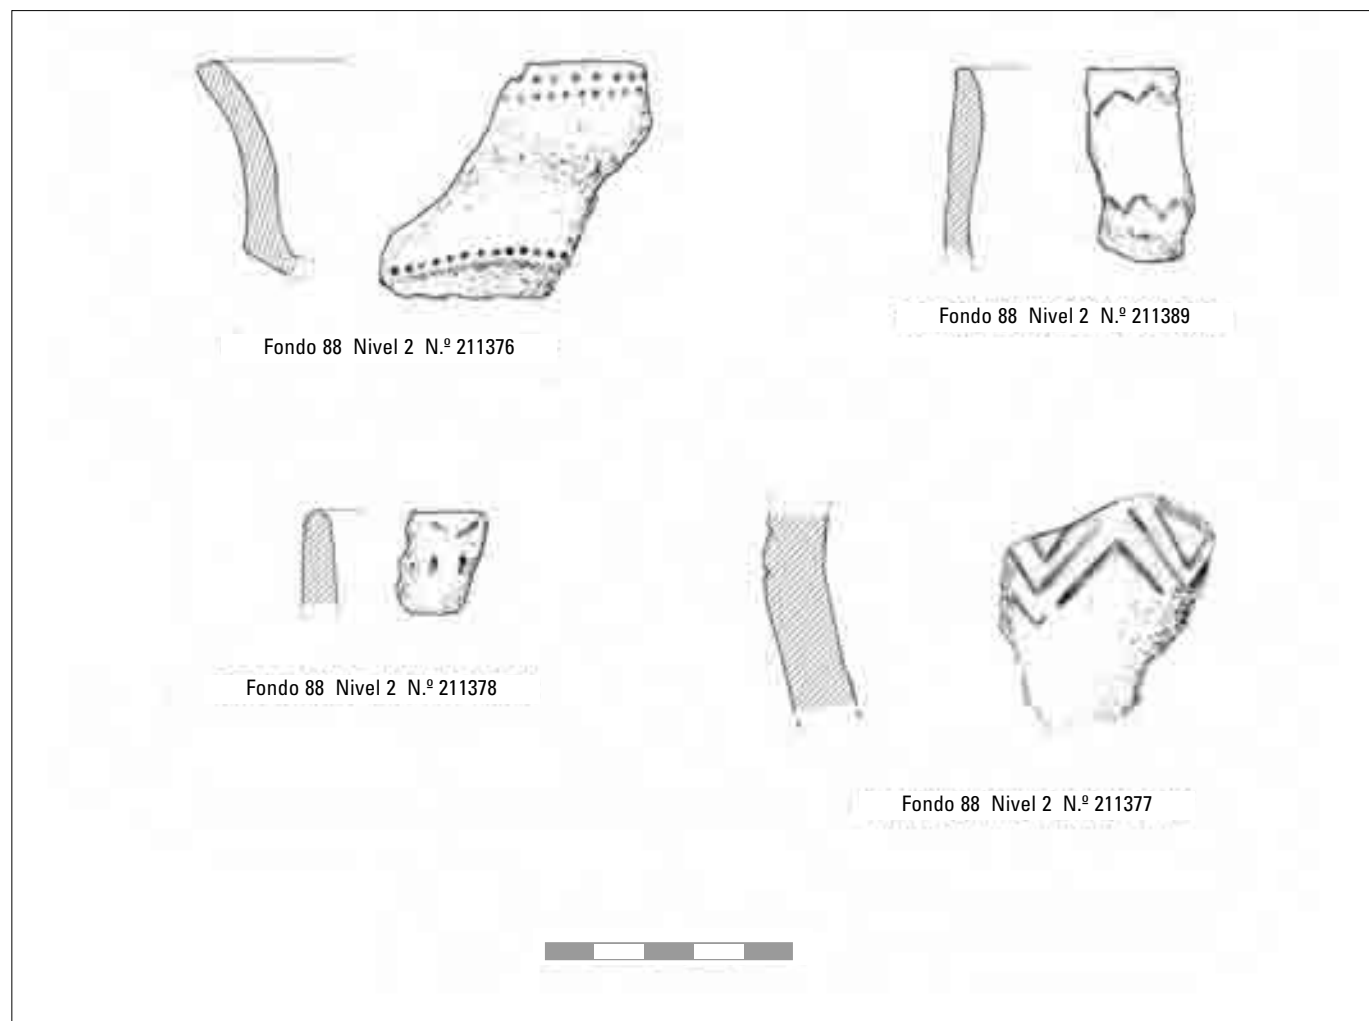 Fondo 88 Nivel 2 N.º 211376
Fondo 88 Nivel 2 N.º 211389
Fondo 88 Nivel 2 N.º 211378
Fondo 88 Nivel 2 N.º 211377